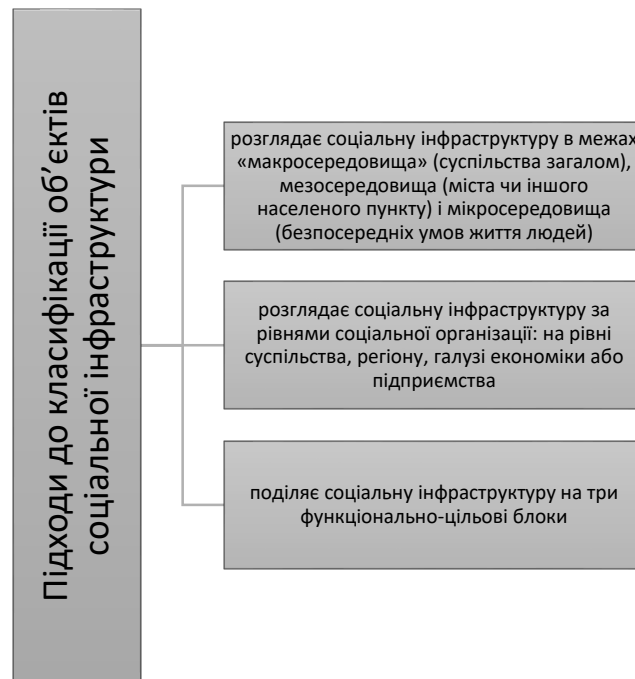 Підходи до класифікації об’єктів
соціальної інфраструктури
розглядає соціальну інфраструктуру в межах
«макросередовища» (суспільства загалом),
мезосередовища (міста чи іншого
населеного пункту) і мікросередовища
(безпосередніх умов життя людей)
розглядає соціальну інфраструктуру за
рівнями соціальної організації: на рівні
суспільства, регіону, галузі економіки або
підприємства
поділяє соціальну інфраструктуру на три
функціонально-цільові блоки